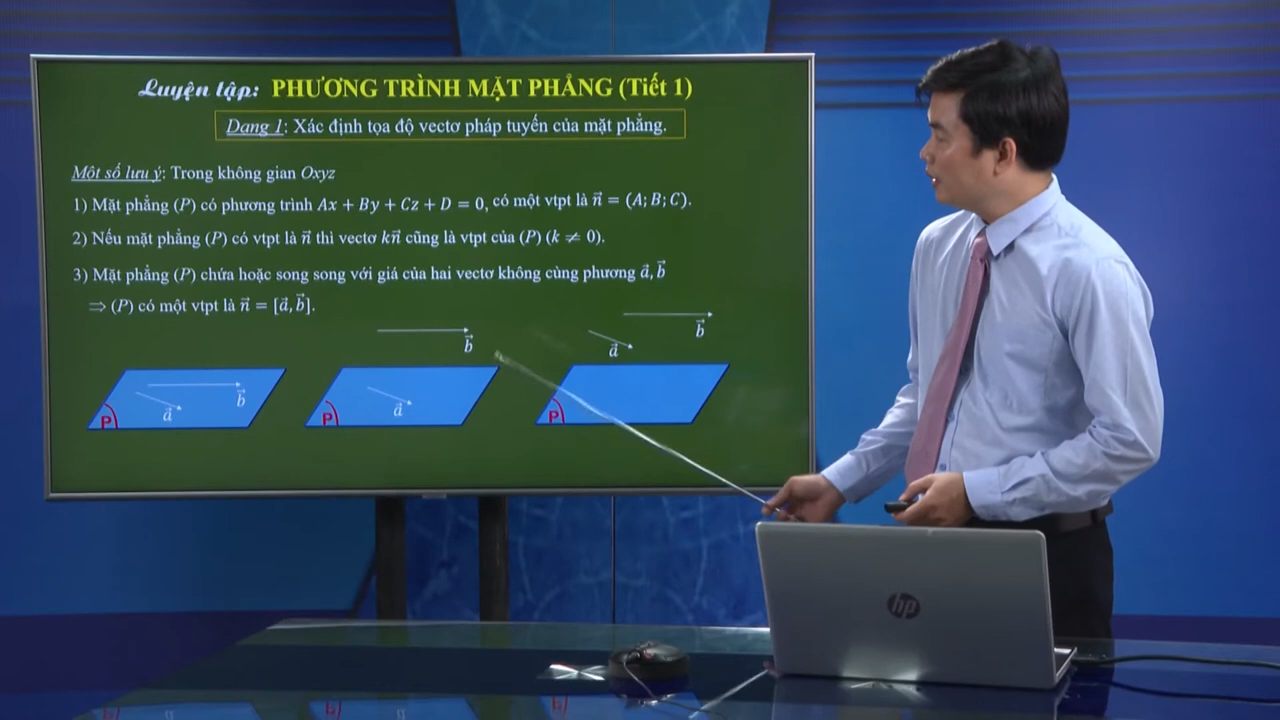 Luyện tập: PHƯƠNG TRÌNH MẶT PHẲNG (Tiết 1)
Dạng 1: Xác định tọa độ vectơ pháp tuyến của mặt phẳng.
Một số lưu ý: Trong không gian Oxyz
1) Mặt phẳng (P) có phương trình Ax + By + Cz + D = 0, có một vtpt là n⃗ = (A; B; C).
2) Nếu mặt phẳng (P) có vtpt là n⃗ thì vectơ kn⃗ cũng là vtpt của (P) (k ≠ 0).
3) Mặt phẳng (P) chứa hoặc song song với giá của hai vectơ không cùng phương a⃗, b⃗
⇒ (P) có một vtpt là n⃗ = [a⃗, b⃗].
a⃗ b⃗ P
b⃗ a⃗ P
b⃗ a⃗ P
hp